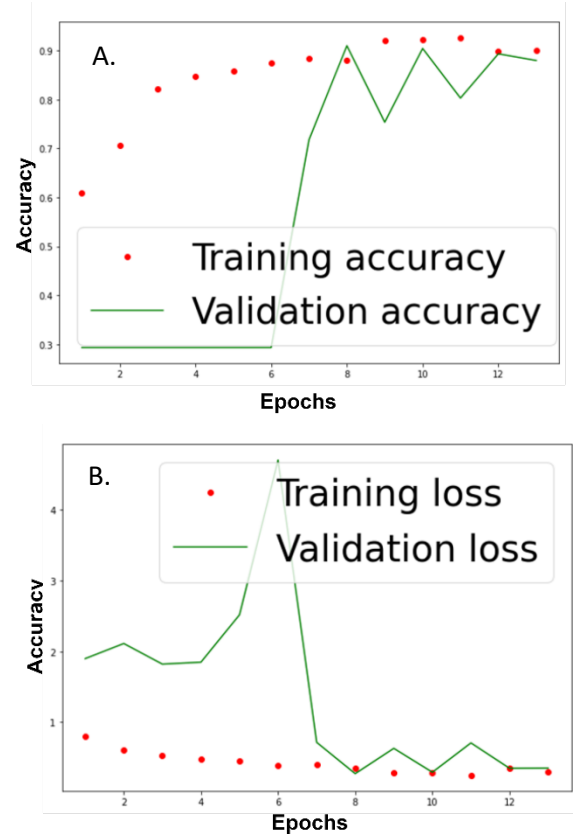 A.
0.9
0.8
0.7
0.6
0.5
0.4
0.3
Accuracy
Training accuracy
Validation accuracy
2 4 6 8 10 12
Epochs
B.
4
3
2
1
Accuracy
Training loss
Validation loss
2 4 6 8 10 12
Epochs